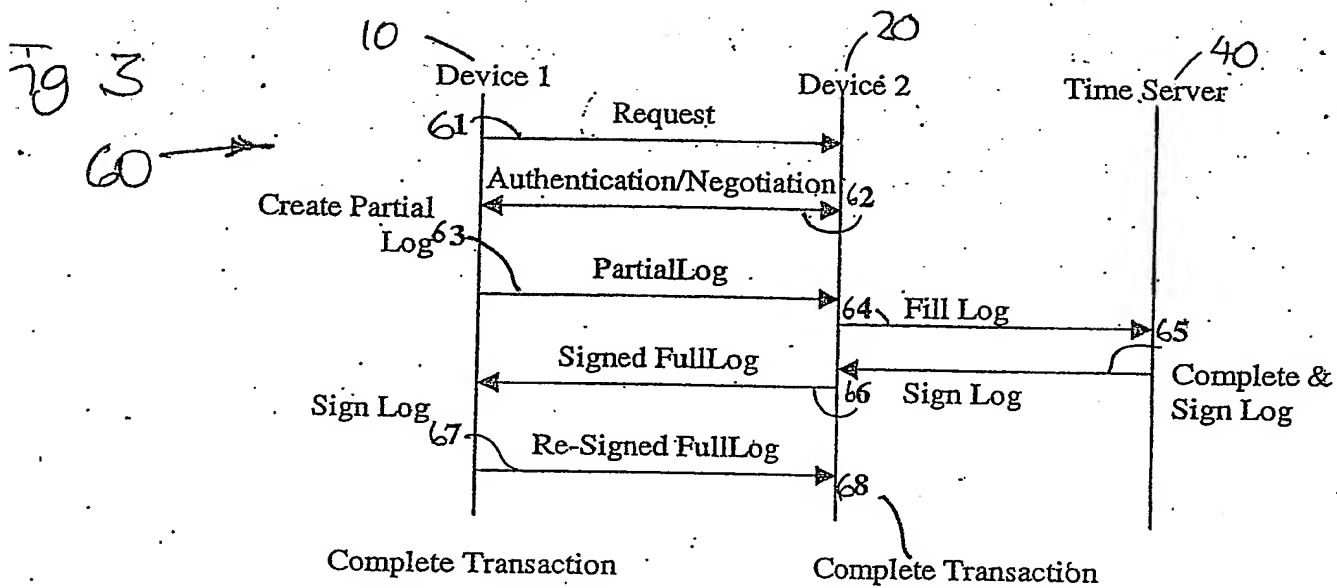 Fig 3
10
20
40
Device 1
Device 2
Time Server
60
61
Request
Authentication/Negotiation
62
Create Partial
Log
63
PartialLog
64
Fill Log
65
Signed FullLog
66
Sign Log
Complete &
Sign Log
Sign Log
67
Re-Signed FullLog
68
Complete Transaction
Complete Transaction